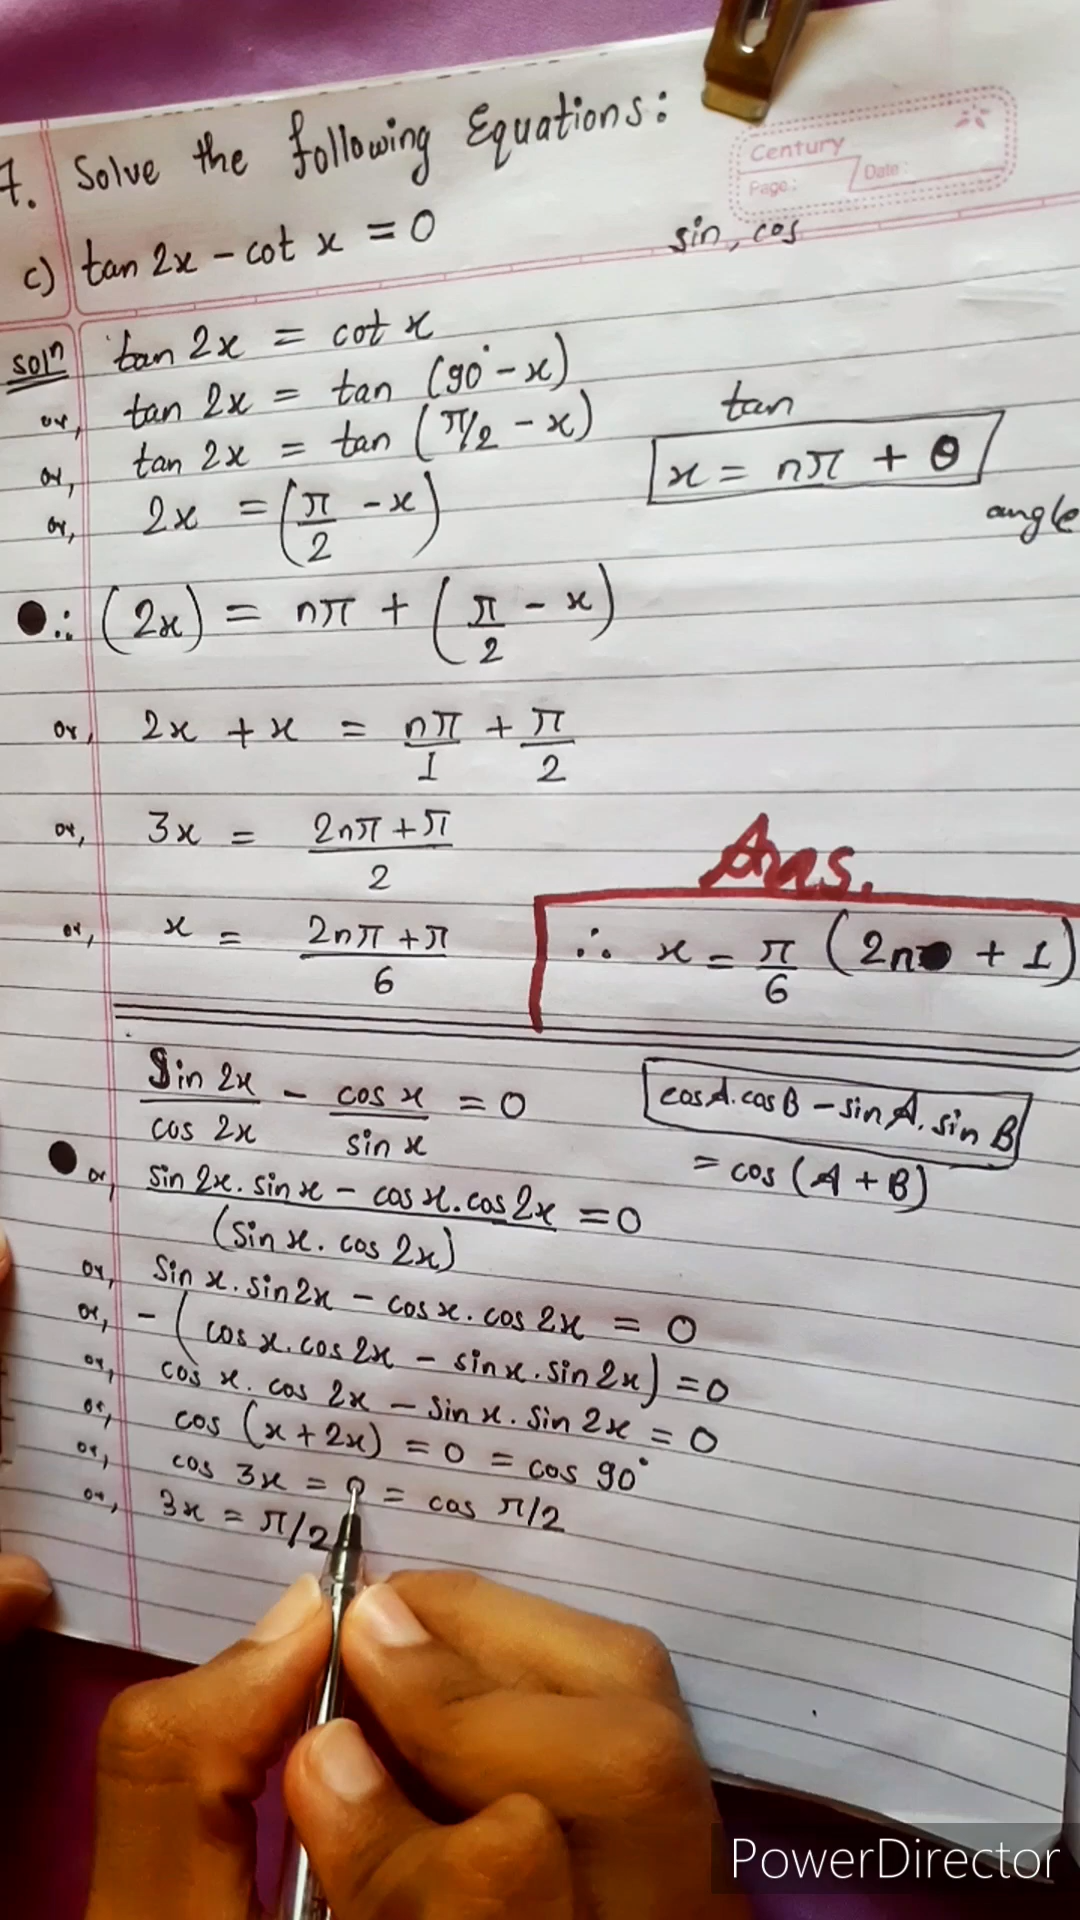 Century
Page: Date:
7. Solve the following Equations:
c) tan 2x - cot x = 0
sin, cos
soln tan 2x = cot x
or, tan 2x = tan (90° - x)
or, tan 2x = tan (π/2 - x)
tan
x = nπ + θ
angle
or, 2x = (π/2 - x)
∴ (2x) = nπ + (π/2 - x)
or, 2x + x = nπ/1 + π/2
or, 3x = 2nπ + π/2
or, x = 2nπ + π/6
Ans.
∴ x = π/6 (2n + 1)
Sin 2x/cos 2x - cos x/sin x = 0
cosA.cosB - sinA.sinB
= cos (A + B)
or, sin 2x. sin x - cos x. cos 2x/(sin x. cos 2x) = 0
or, Sin x. sin 2x - cos x. cos 2x = 0
or, - (cos x. cos 2x - sin x. sin 2x) = 0
or, cos x. cos 2x - sin x. sin 2x = 0
or, cos (x + 2x) = 0 = cos 90°
or, cos 3x = 0 = cos π/2
or, 3x = π/2
PowerDirector